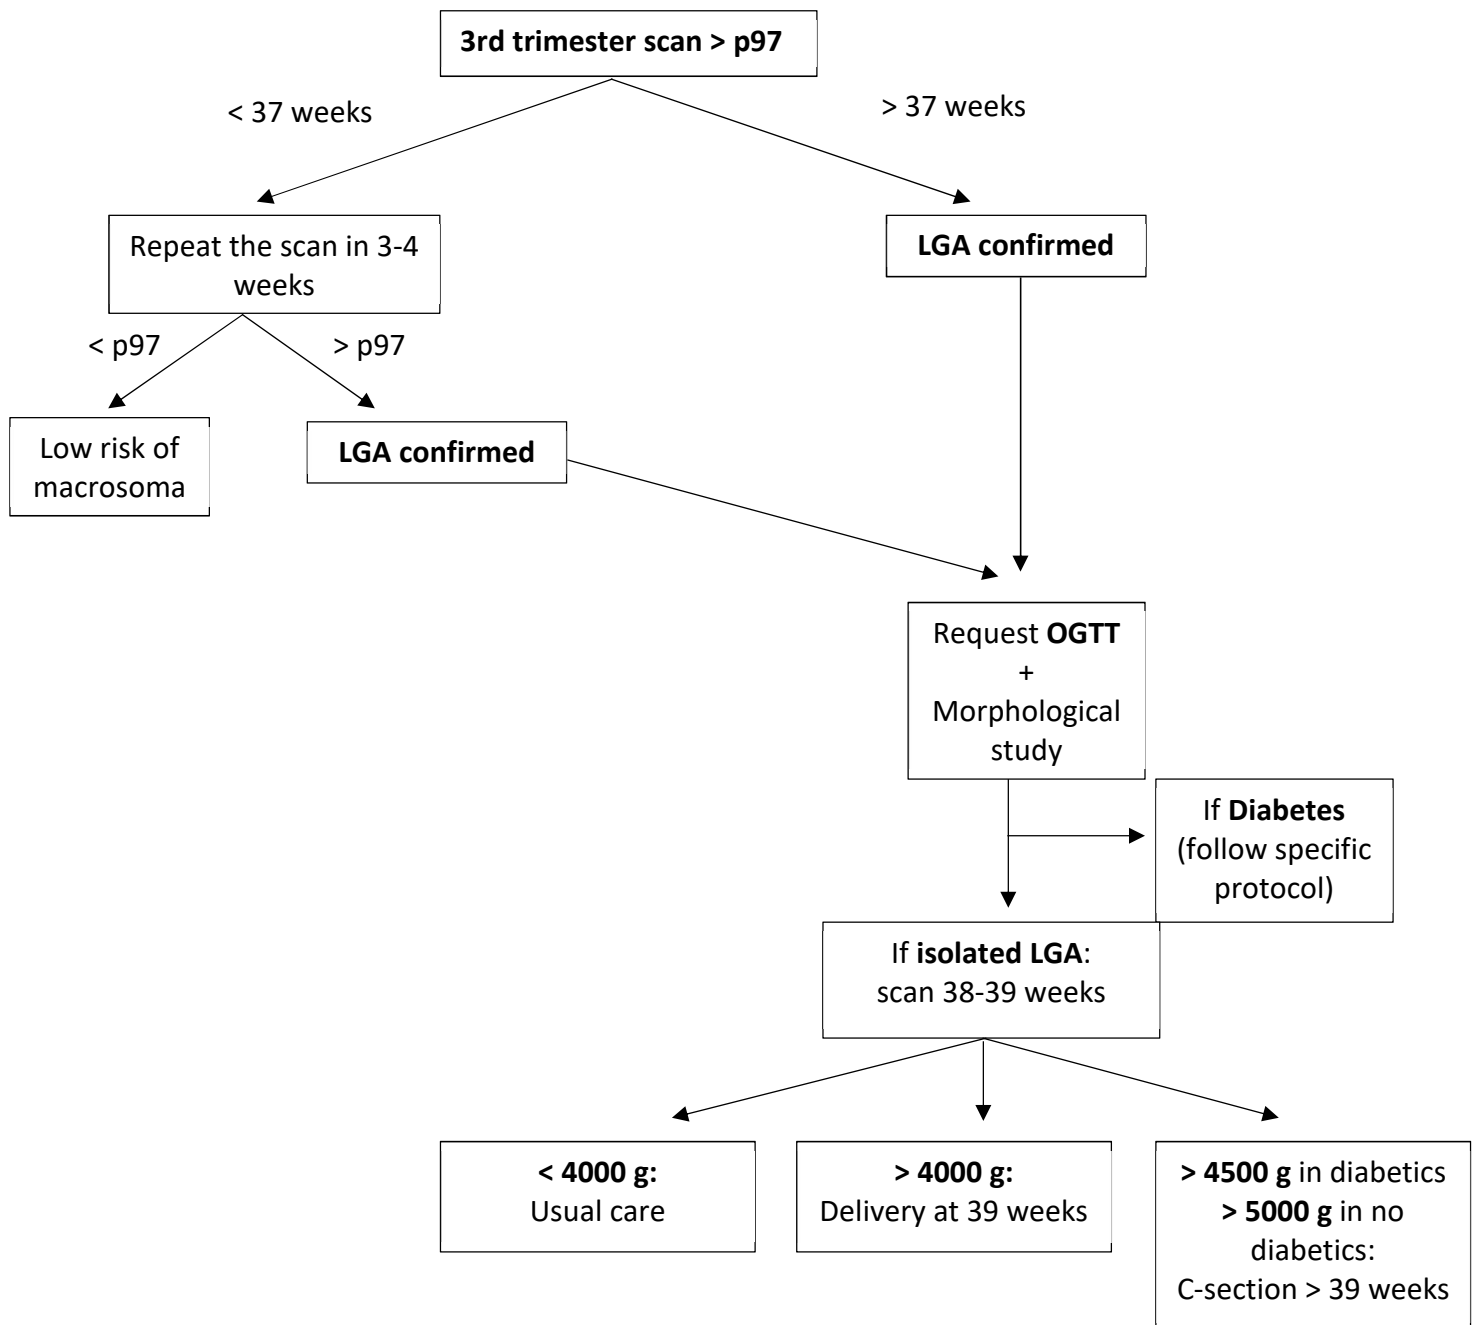 3rd trimester scan > p97
< 37 weeks
> 37 weeks
Repeat the scan in 3-4
weeks
LGA confirmed
< p97
> p97
Low risk of
macrosoma
LGA confirmed
Request OGTT
+
Morphological
study
If Diabetes
(follow specific
protocol)
If isolated LGA:
scan 38-39 weeks
< 4000 g:
Usual care
> 4000 g:
Delivery at 39 weeks
> 4500 g in diabetics
> 5000 g in no
diabetics:
C-section > 39 weeks